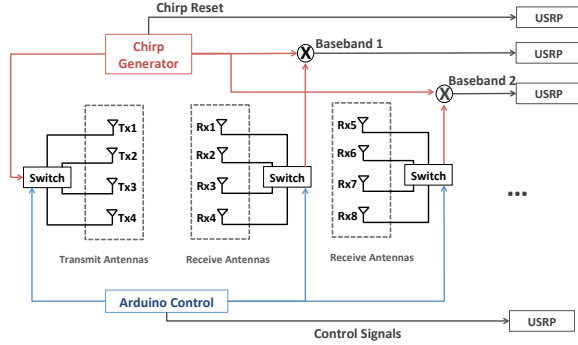 Chirp Reset
USRP
Chirp
Generator
Baseband 1
USRP
X
Baseband 2
USRP
X
Tx1
Tx2
Tx3
Tx4
Switch
Rx1
Rx2
Rx3
Rx4
Switch
Rx5
Rx6
Rx7
Rx8
Switch
...
Transmit Antennas
Receive Antennas
Receive Antennas
Arduino Control
USRP
Control Signals